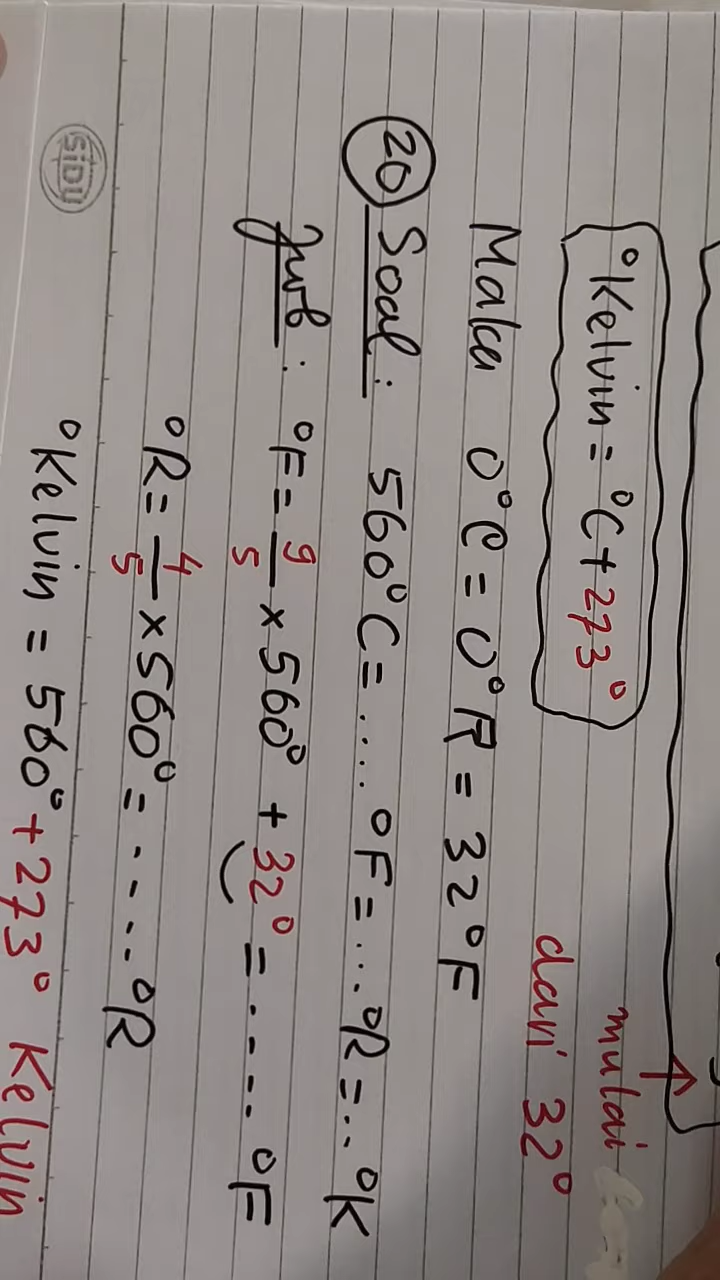 °Kelvin = °C + 273°
mulai
dari 32°
Maka 0°C = 0°R = 32°F
20 Soal: 560°C = ..... °F = ... °R = ... °K
Jwb: °F = 9/5 × 560° + 32° = ...... °F
°R = 4/5 × 560° = ...... °R
°Kelvin = 560° + 273° Kelvin
SIDU